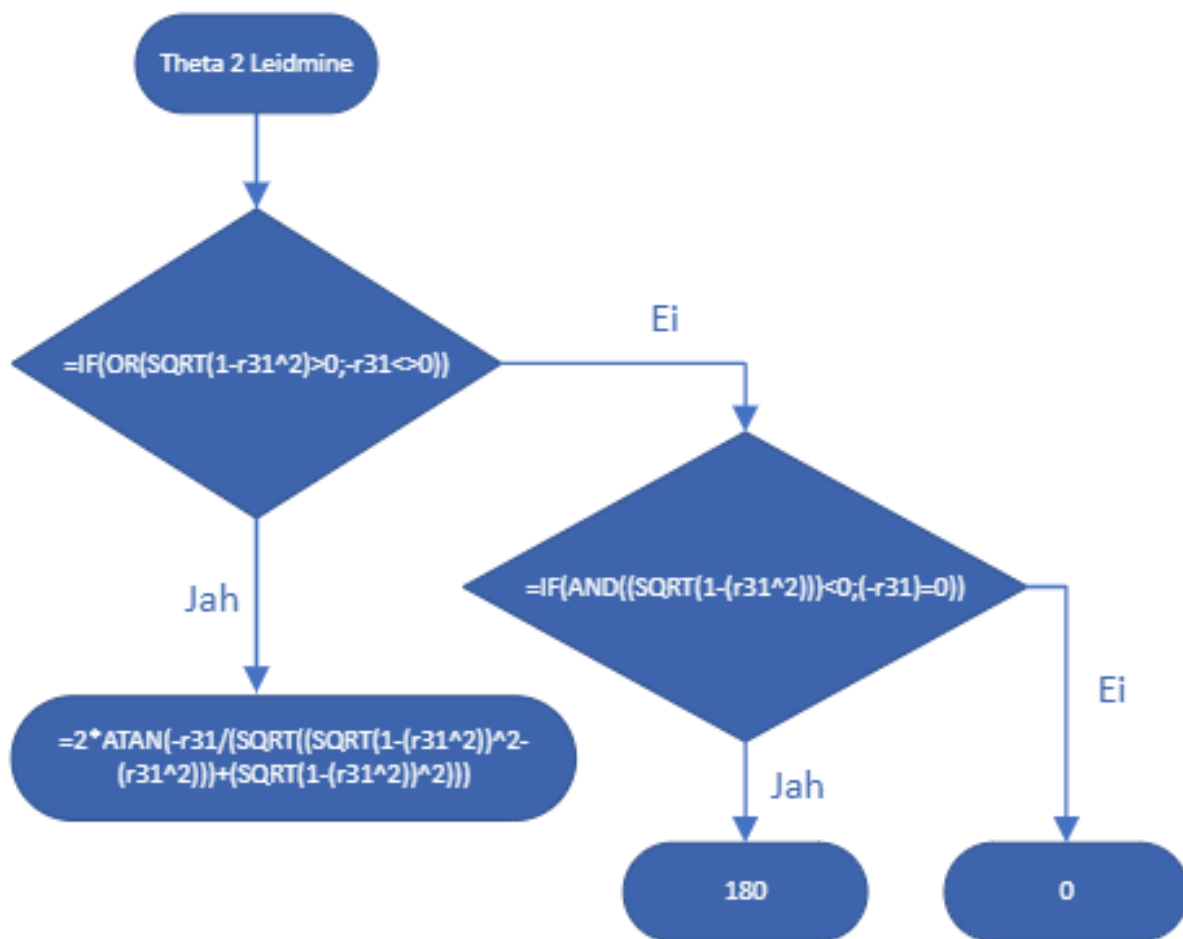 Theta 2 Leidmine
=IF(OR(SQRT(1-r31^2)>0;-r31<>0))
Ei
=IF(AND((SQRT(1-(r31^2)))<0;(-r31)=0))
Jah
Ei
=2*ATAN(-r31/(SQRT((SQRT(1-(r31^2))^2-
(r31^2)))+(SQRT(1-(r31^2))^2)))
Jah
180
0